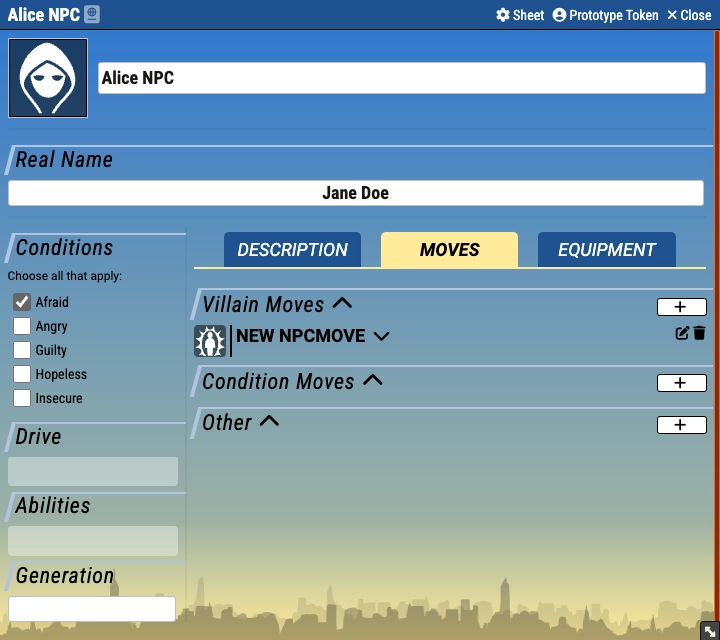 Alice NPC
Sheet
Prototype Token
Close
Alice NPC
Real Name
Jane Doe
Conditions
Choose all that apply:
Afraid
Angry
Guilty
Hopeless
Insecure
Drive
Abilities
Generation
DESCRIPTION
MOVES
EQUIPMENT
Villain Moves
NEW NPCMOVE
Condition Moves
Other